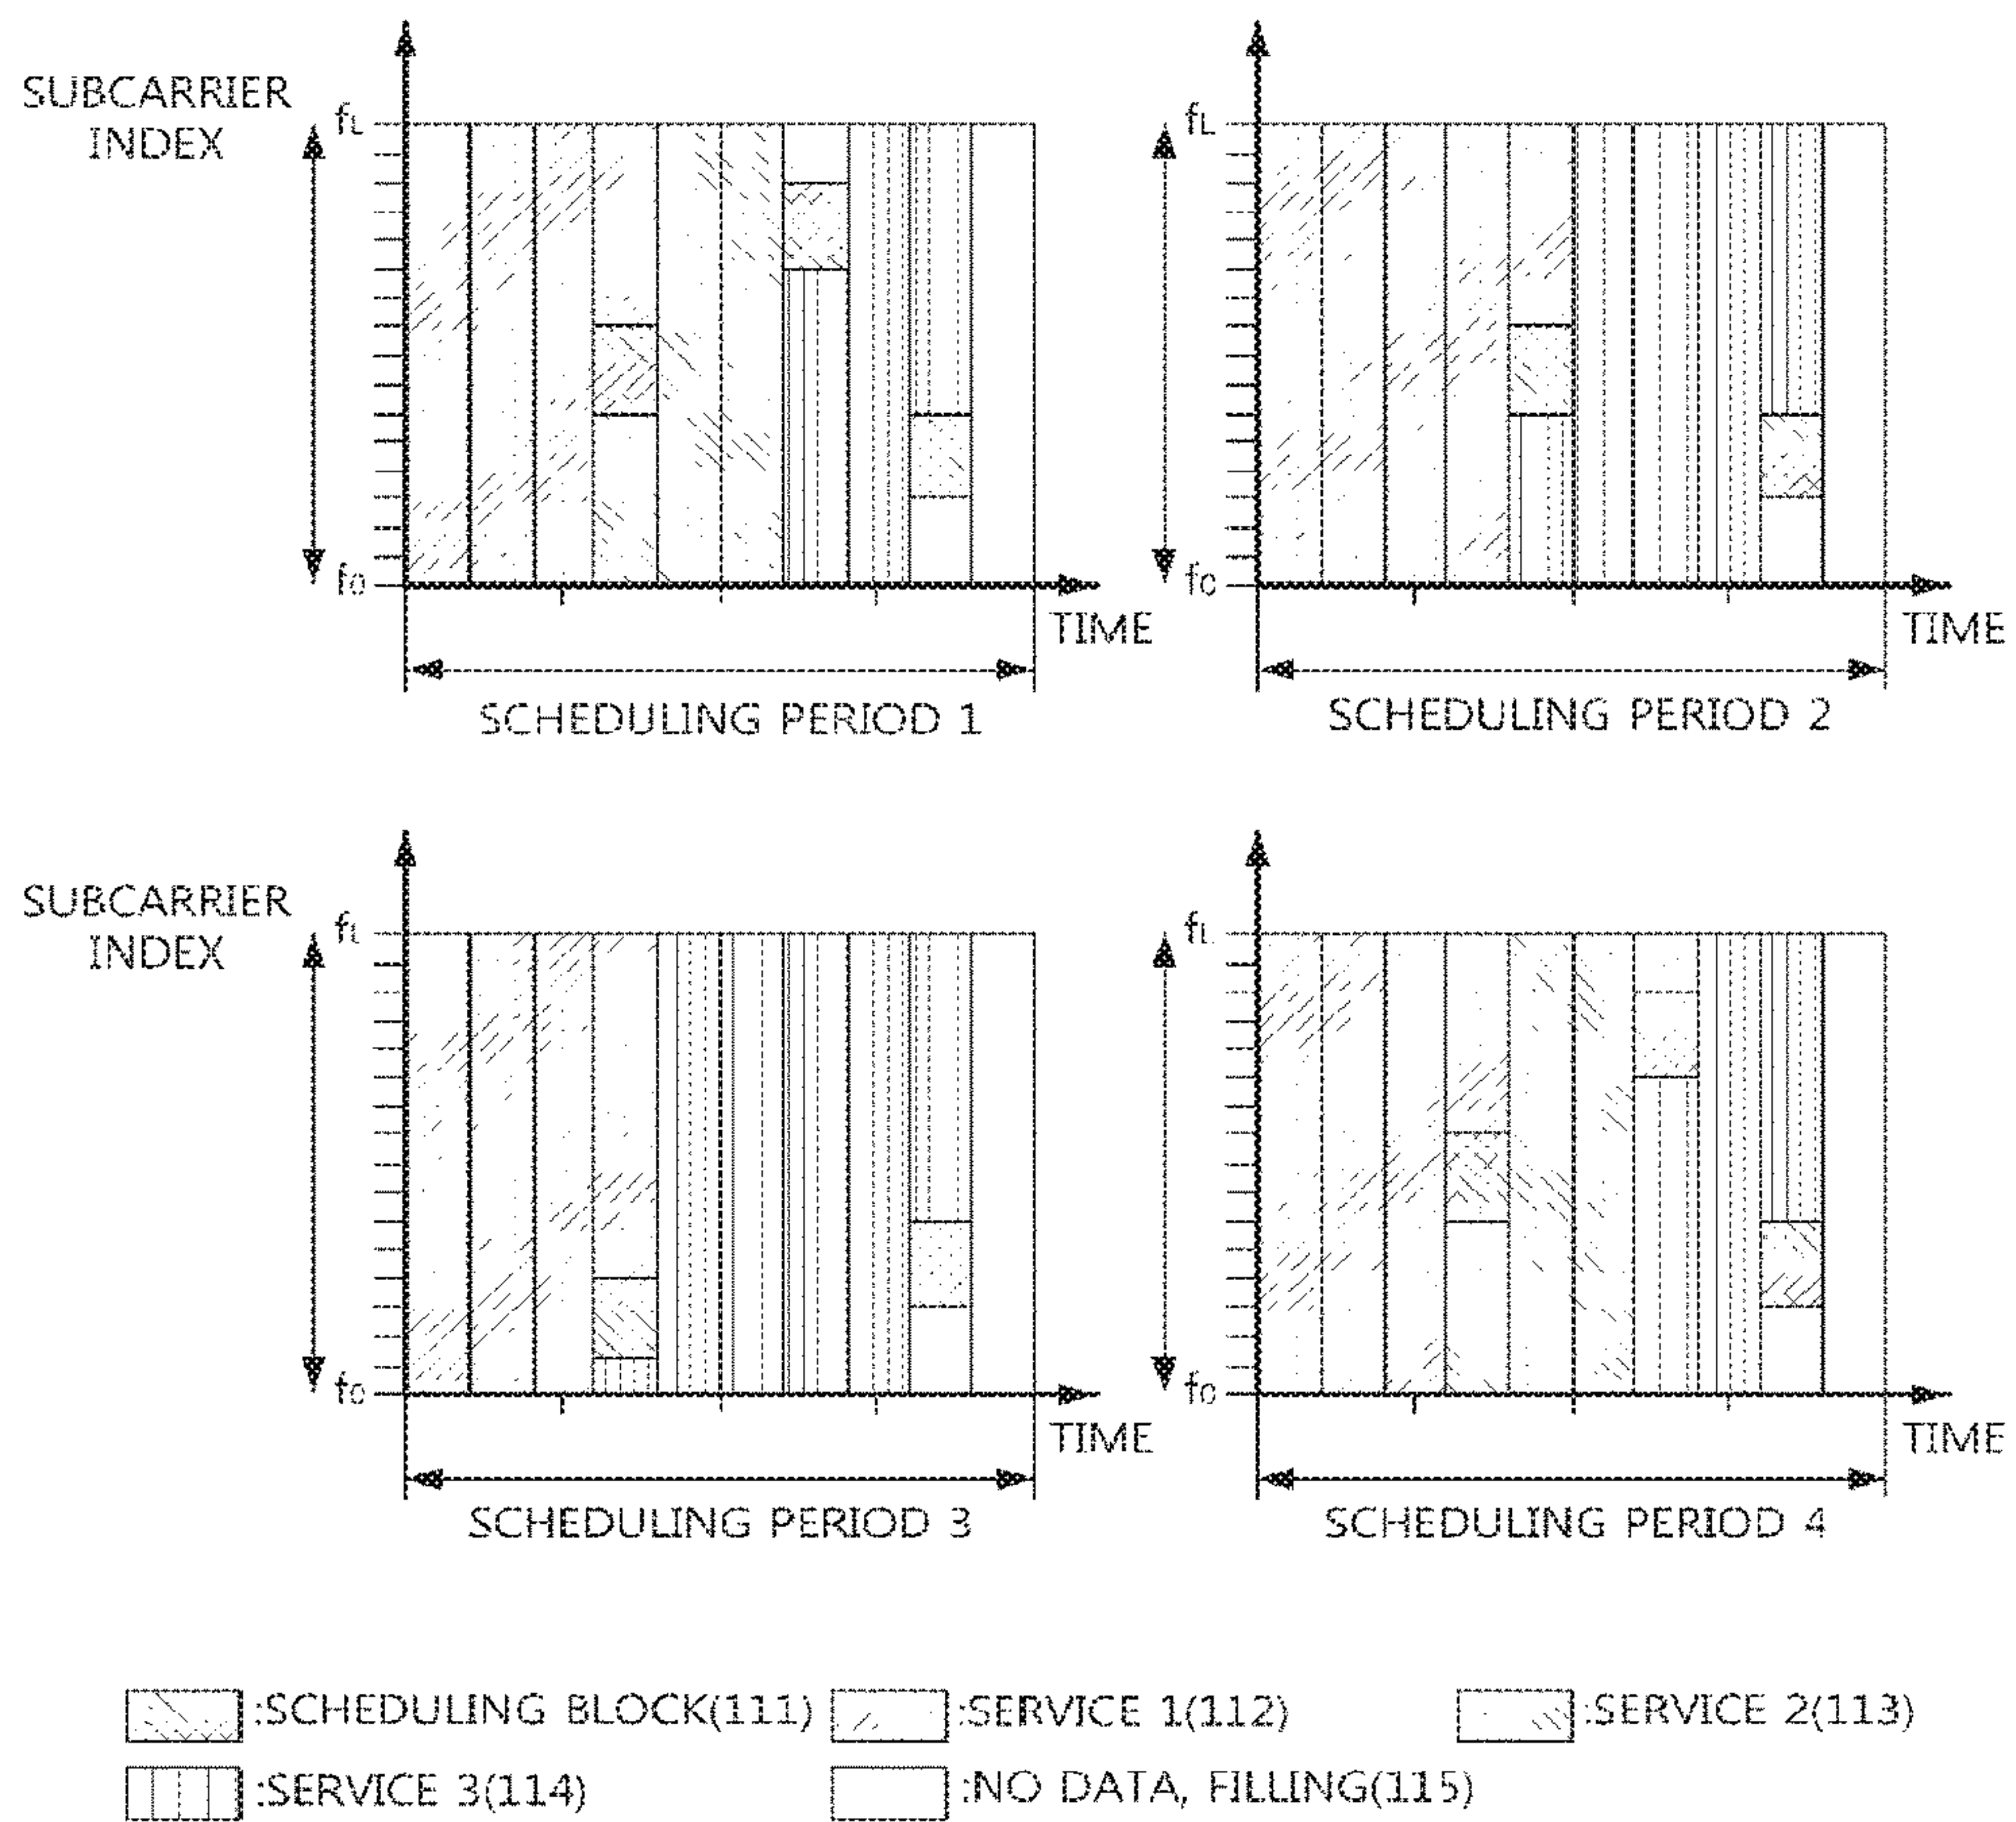 SUBCARRIER
INDEX
fL
f0
TIME
SCHEDULING PERIOD 1
fL
f0
TIME
SCHEDULING PERIOD 2
SUBCARRIER
INDEX
fL
f0
TIME
SCHEDULING PERIOD 3
fL
f0
TIME
SCHEDULING PERIOD 4
:SCHEDULING BLOCK(111)
:SERVICE 1(112)
:SERVICE 2(113)
:SERVICE 3(114)
:NO DATA, FILLING(115)